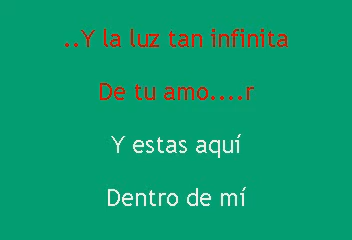 ..Y la luz tan infinita
De tu amo....r
Y estas aquí
Dentro de mí